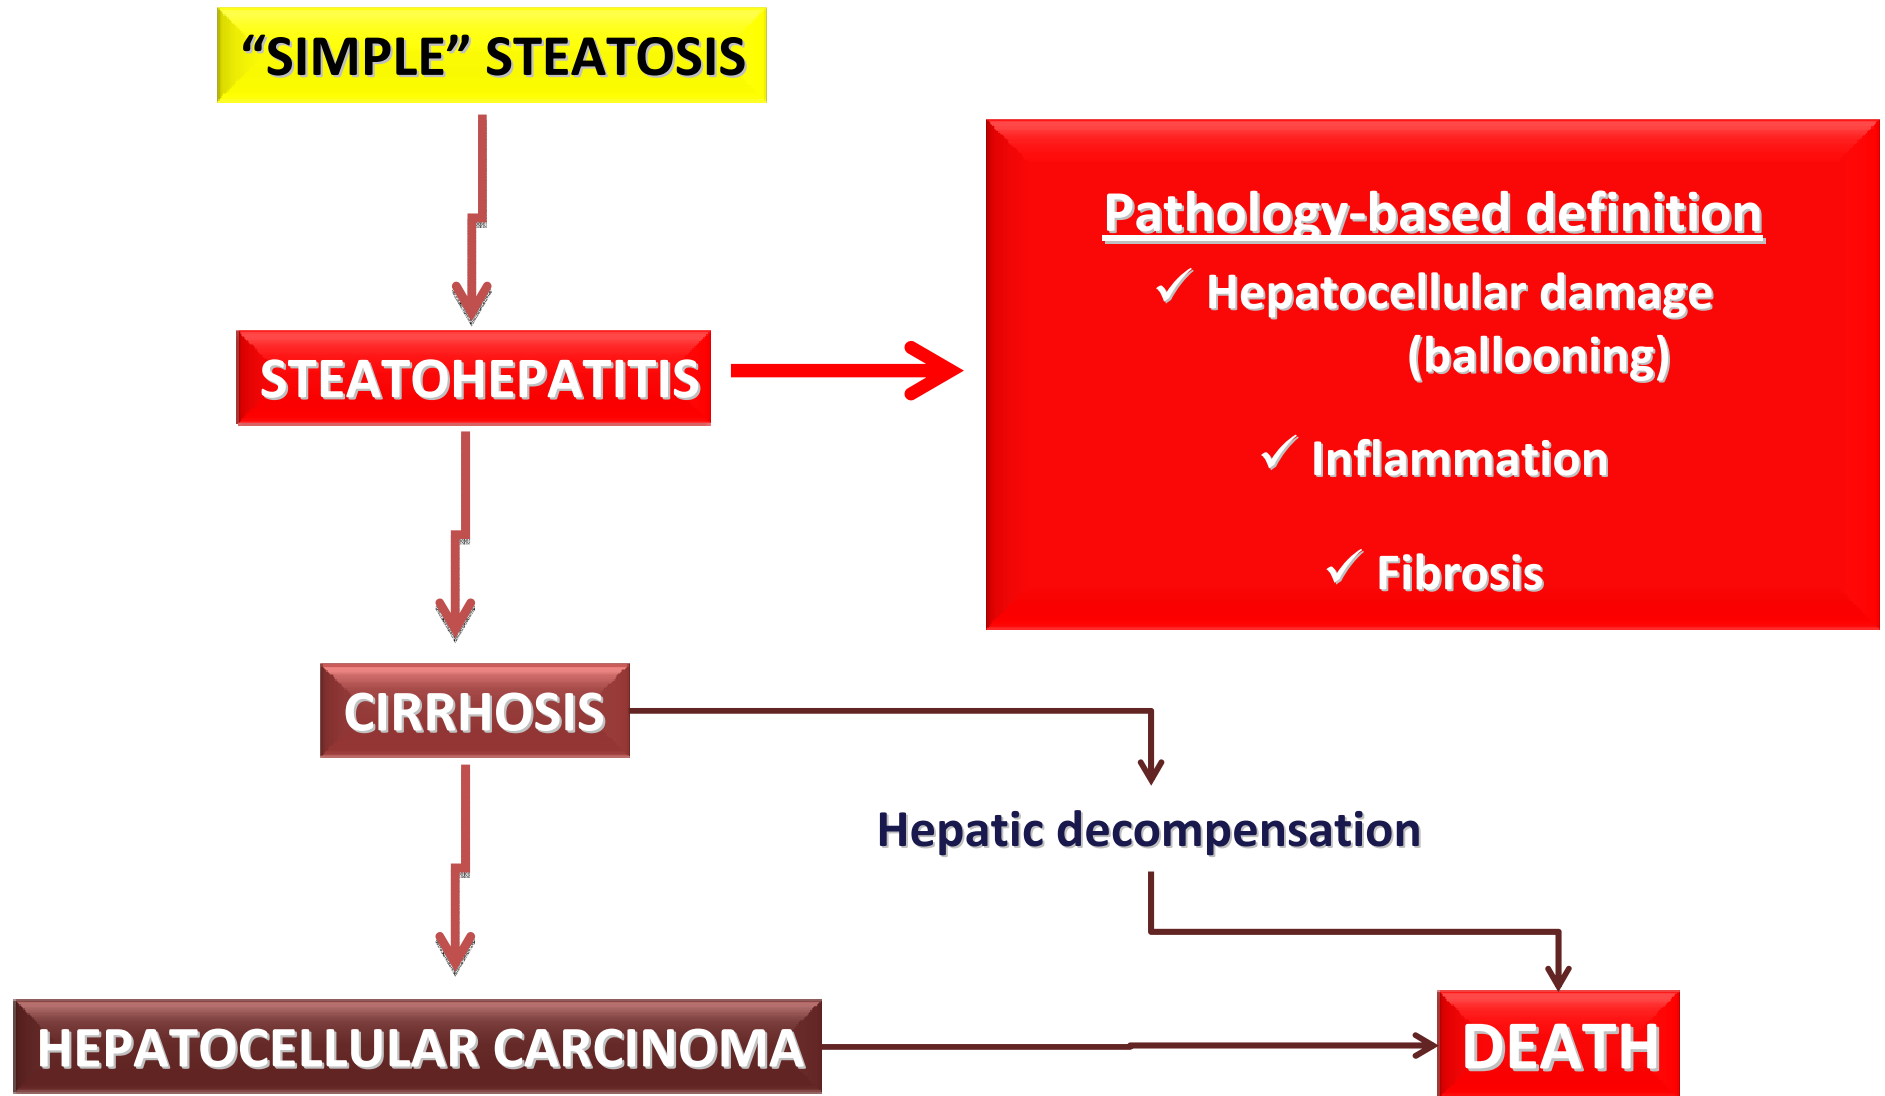 “SIMPLE” STEATOSIS
STEATOHEPATITIS
Pathology-based definition
✓ Hepatocellular damage
(ballooning)
✓ Inflammation
✓ Fibrosis
CIRRHOSIS
Hepatic decompensation
HEPATOCELLULAR CARCINOMA
DEATH